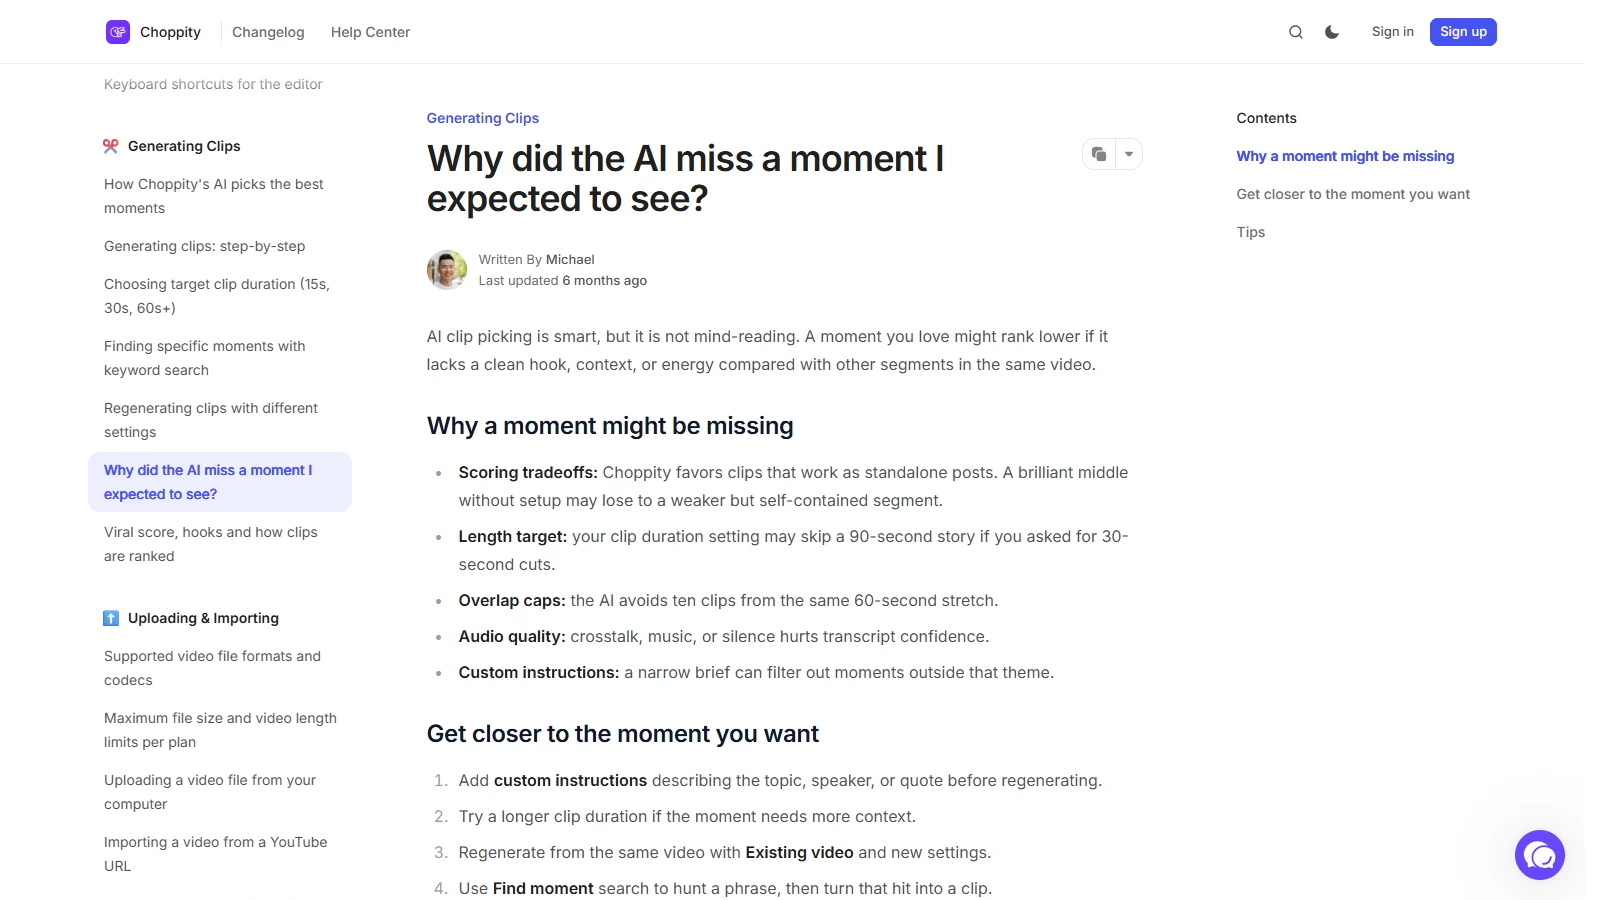 Choppity
Changelog
Help Center
Sign in
Sign up
Keyboard shortcuts for the editor
Generating Clips
How Choppity's AI picks the best
moments
Generating clips: step-by-step
Choosing target clip duration (15s,
30s, 60s+)
Finding specific moments with
keyword search
Regenerating clips with different
settings
Why did the AI miss a moment I
expected to see?
Viral score, hooks and how clips
are ranked
Uploading & Importing
Supported video file formats and
codecs
Maximum file size and video length
limits per plan
Uploading a video file from your
computer
Importing a video from a YouTube
URL
Generating Clips
Why did the AI miss a moment I
expected to see?
Written By Michael
Last updated 6 months ago
AI clip picking is smart, but it is not mind-reading. A moment you love might rank lower if it
lacks a clean hook, context, or energy compared with other segments in the same video.
Why a moment might be missing
Scoring tradeoffs: Choppity favors clips that work as standalone posts. A brilliant middle
without setup may lose to a weaker but self-contained segment.
Length target: your clip duration setting may skip a 90-second story if you asked for 30-
second cuts.
Overlap caps: the AI avoids ten clips from the same 60-second stretch.
Audio quality: crosstalk, music, or silence hurts transcript confidence.
Custom instructions: a narrow brief can filter out moments outside that theme.
Get closer to the moment you want
1. Add custom instructions describing the topic, speaker, or quote before regenerating.
2. Try a longer clip duration if the moment needs more context.
3. Regenerate from the same video with Existing video and new settings.
4. Use Find moment search to hunt a phrase, then turn that hit into a clip.
Contents
Why a moment might be missing
Get closer to the moment you want
Tips